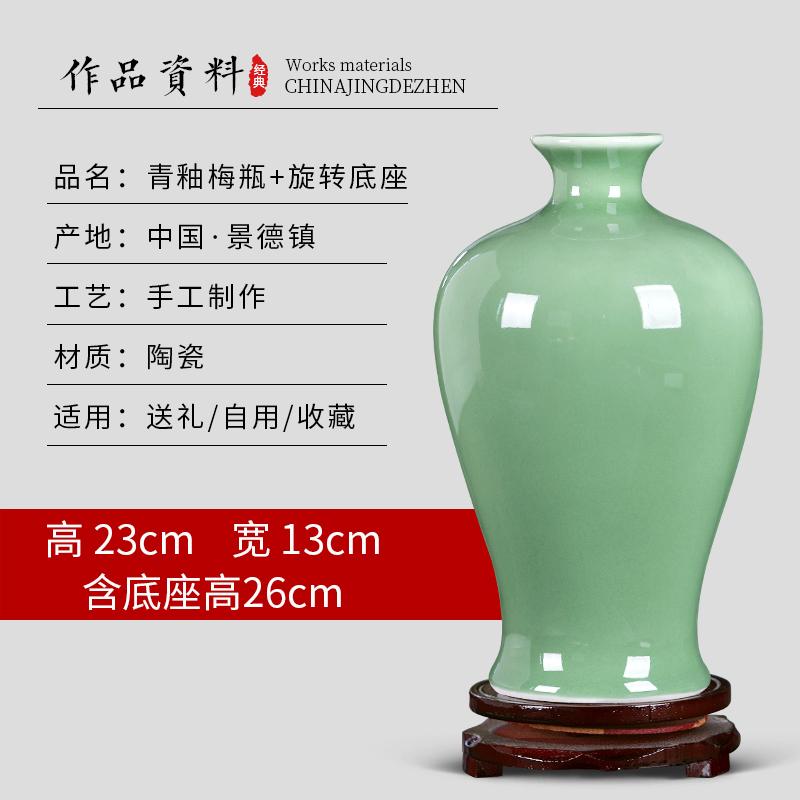 作品資料 经典 Works materials
CHINAJINGDEZHEN
品名：青釉梅瓶+旋转底座
产地：中国·景德镇
工艺：手工制作
材质：陶瓷
适用：送礼/自用/收藏
高 23cm 宽 13cm
含底座高26cm